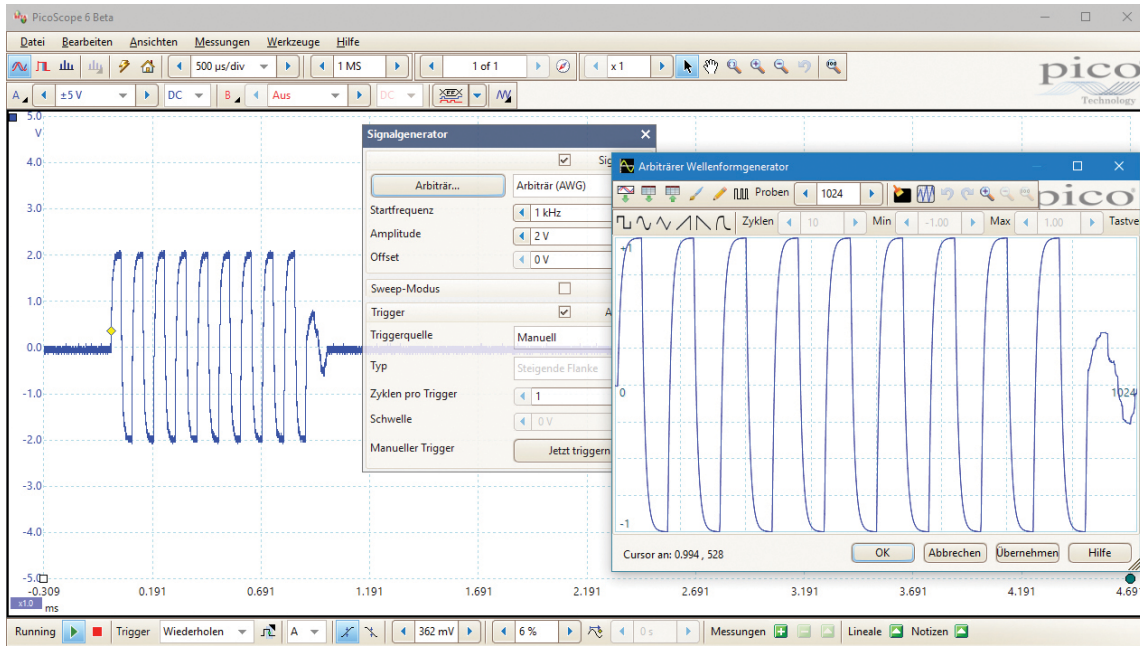 PicoScope 6 Beta
Datei Bearbeiten Ansichten Messungen Werkzeuge Hilfe
500 µs/div 1 MS 1 of 1 x 1
pico
Technology
A ±5 V DC B Aus DC
5.0
V
4.0
3.0
2.0
1.0
0.0
-1.0
-2.0
-3.0
-4.0
-5.0
-0.309 0.191 0.691 1.191 1.691 2.191 2.691 3.191 3.691 4.191 4.691
x1.0 ms
Signalgenerator
Sig
Arbiträr... Arbiträr (AWG)
Startfrequenz 1 kHz
Amplitude 2 V
Offset 0 V
Sweep-Modus
Trigger A
Triggerquelle Manuell
Typ Steigende Flanke
Zyklen pro Trigger 1
Schwelle 0 V
Manueller Trigger Jetzt triggern
Arbiträrer Wellenformgenerator
Proben 1024
pico
Zyklen 10 Min -1.00 Max 1.00 Tastve
+1
0 1024
-1
Cursor an: 0.994 , 528 OK Abbrechen Übernehmen Hilfe
Running Trigger Wiederholen A 362 mV 6 % 0 s Messungen Lineale Notizen